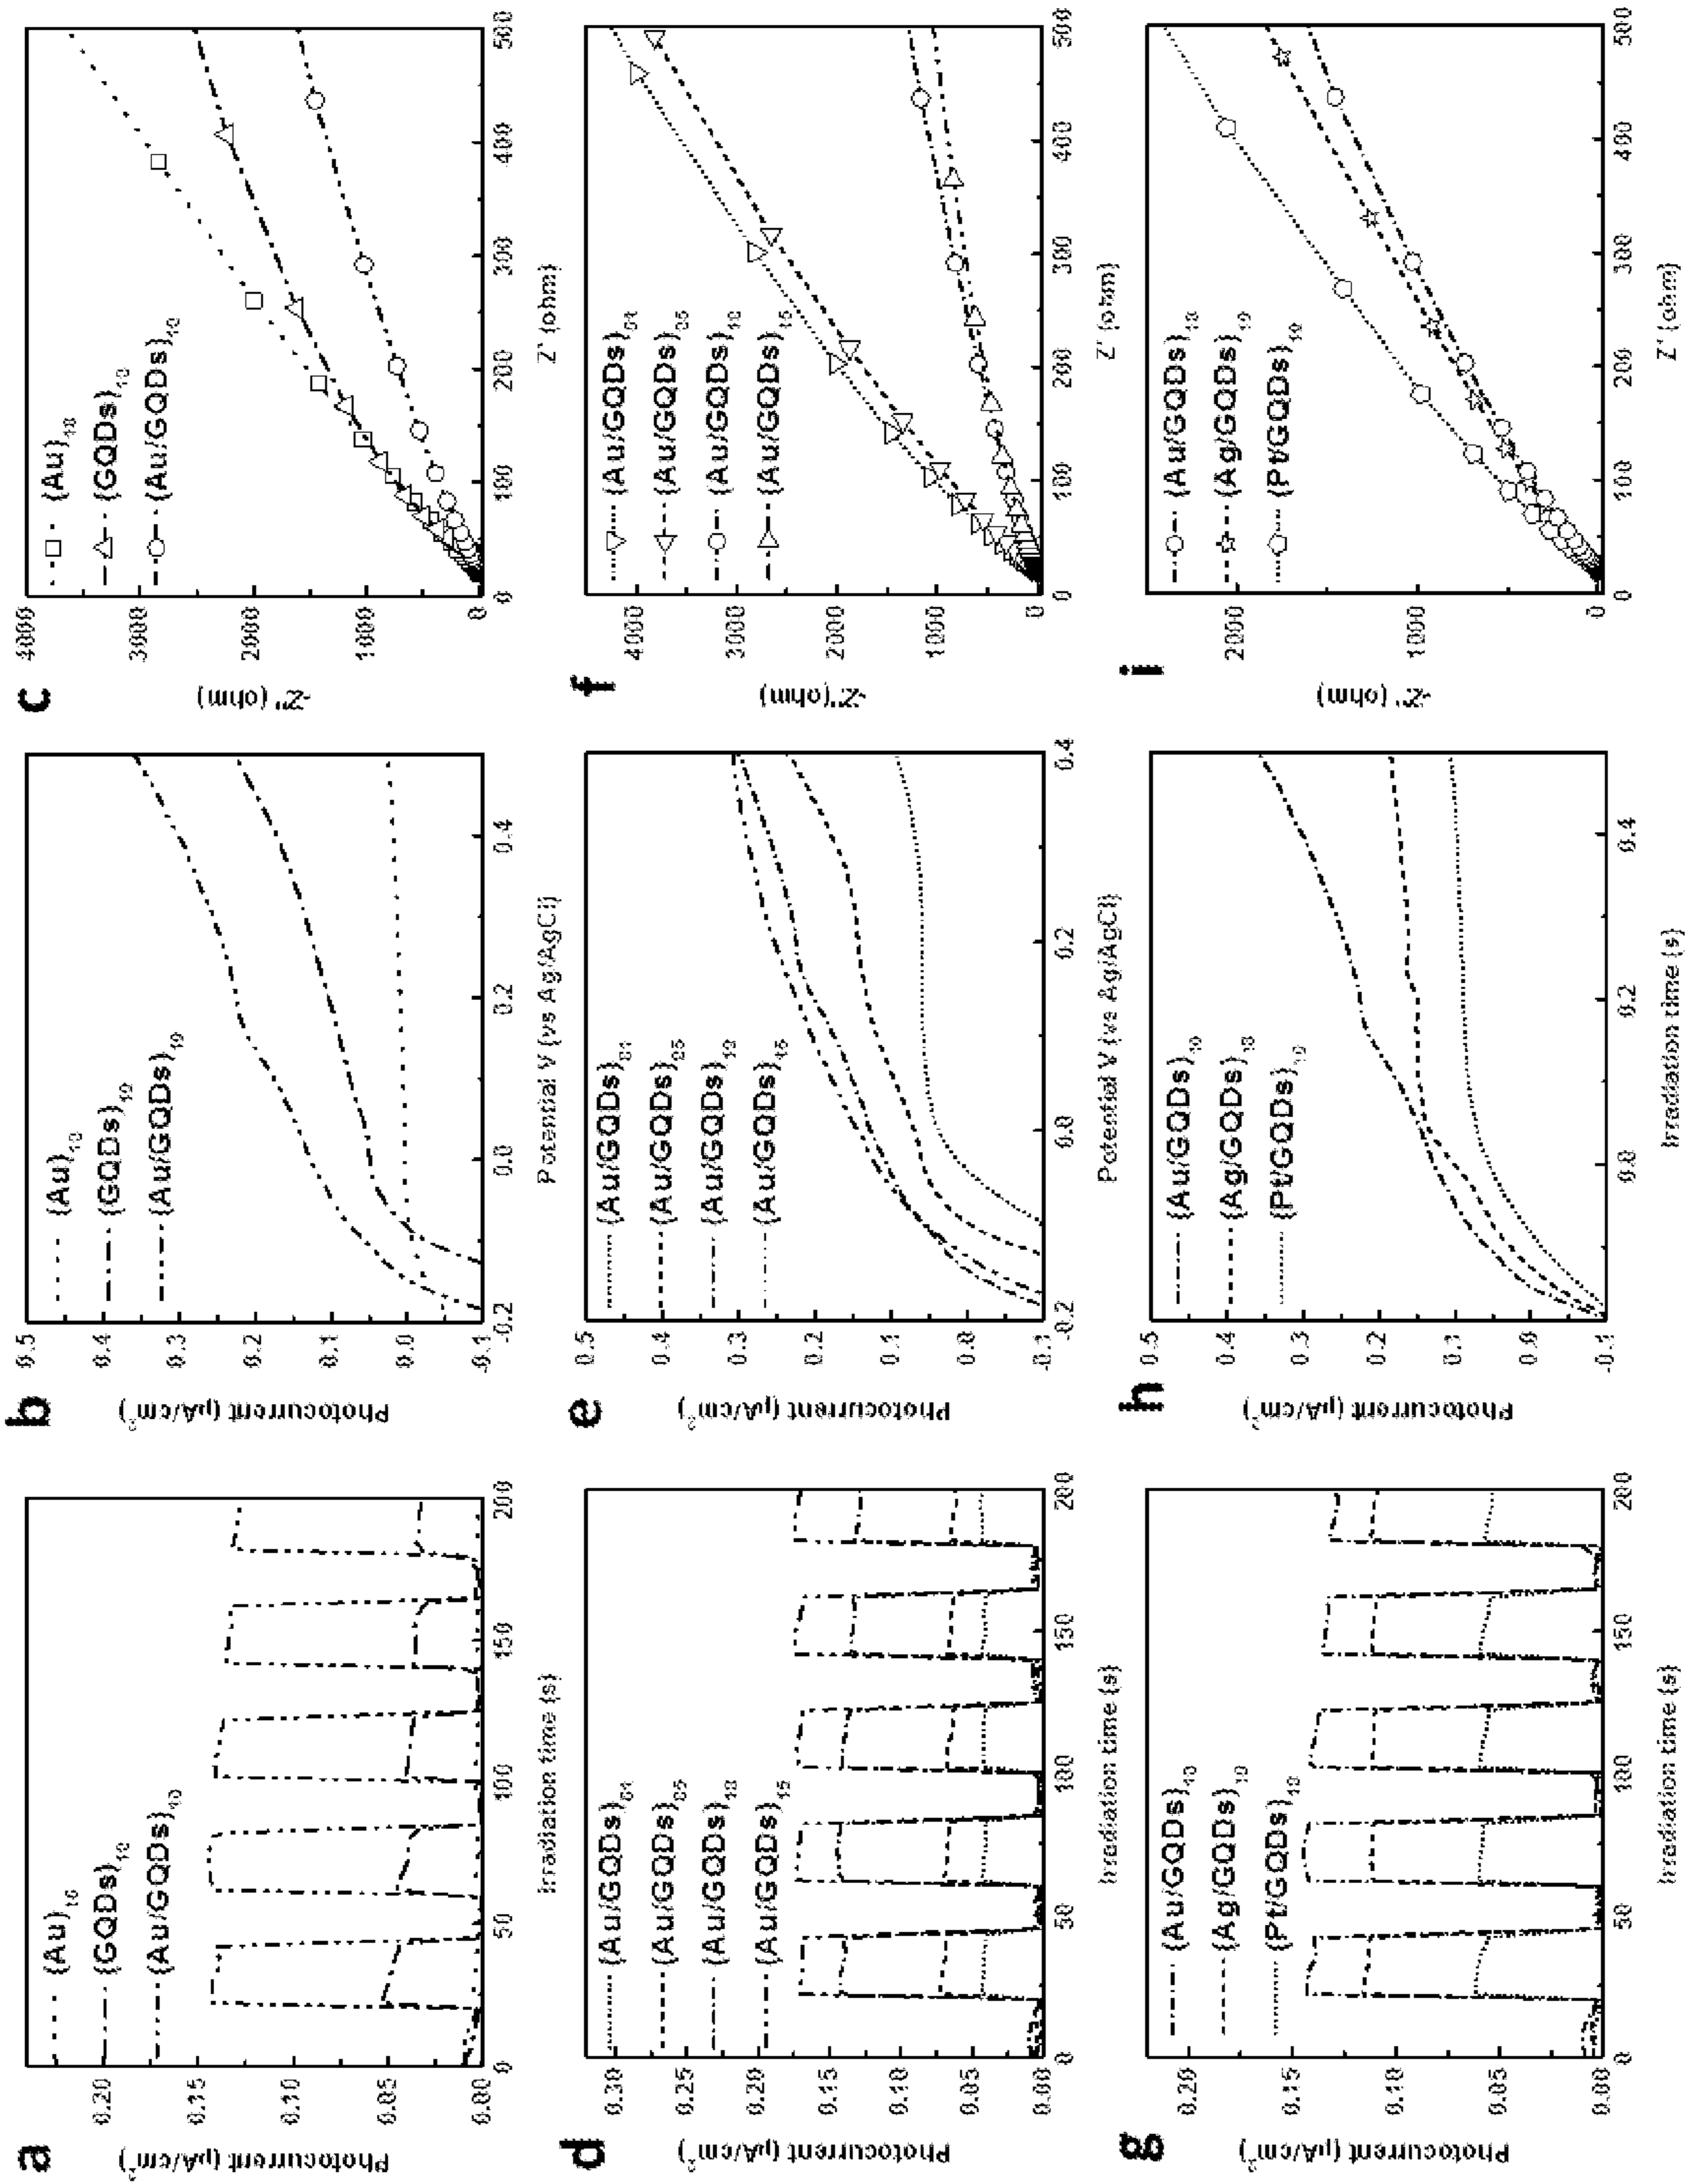 a
Photocurrent (μA/cm²)
0.20
0.15
0.10
0.05
0.00
(Au)₁₀
(GQDs)₁₀
(Au/GQDs)₁₀
0 50 100 150 200
Irradiation time (s)
b
Photocurrent (μA/cm²)
0.5
0.4
0.3
0.2
0.1
0.0
-0.1
(Au)₁₀
(GQDs)₁₀
(Au/GQDs)₁₀
-0.2 0.0 0.2 0.4
Potential V (vs Ag/AgCl)
c
-Z'' (ohm)
4000
3000
2000
1000
0
(Au)₁₀
(GQDs)₁₀
(Au/GQDs)₁₀
0 100 200 300 400 500
Z' (ohm)
d
Photocurrent (μA/cm²)
0.30
0.25
0.20
0.15
0.10
0.05
0.00
(Au/GQDs)₀₁
(Au/GQDs)₀₅
(Au/GQDs)₁₀
(Au/GQDs)₁₅
0 50 100 150 200
Irradiation time (s)
e
Photocurrent (μA/cm²)
0.5
0.4
0.3
0.2
0.1
0.0
-0.1
(Au/GQDs)₀₁
(Au/GQDs)₀₅
(Au/GQDs)₁₀
(Au/GQDs)₁₅
-0.2 0.0 0.2 0.4
Potential V (vs Ag/AgCl)
f
-Z'' (ohm)
4000
3000
2000
1000
0
(Au/GQDs)₀₁
(Au/GQDs)₀₅
(Au/GQDs)₁₀
(Au/GQDs)₁₅
0 100 200 300 400 500
Z' (ohm)
g
Photocurrent (μA/cm²)
0.20
0.15
0.10
0.05
0.00
(Au/GQDs)₁₀
(Ag/GQDs)₁₀
(Pt/GQDs)₁₀
0 50 100 150 200
Irradiation time (s)
h
Photocurrent (μA/cm²)
0.5
0.4
0.3
0.2
0.1
0.0
-0.1
(Au/GQDs)₁₀
(Ag/GQDs)₁₀
(Pt/GQDs)₁₀
0.0 0.2 0.4
Irradiation time (s)
i
-Z'' (ohm)
2000
1000
0
(Au/GQDs)₁₀
(Ag/GQDs)₁₀
(Pt/GQDs)₁₀
0 100 200 300 400 500
Z' (ohm)